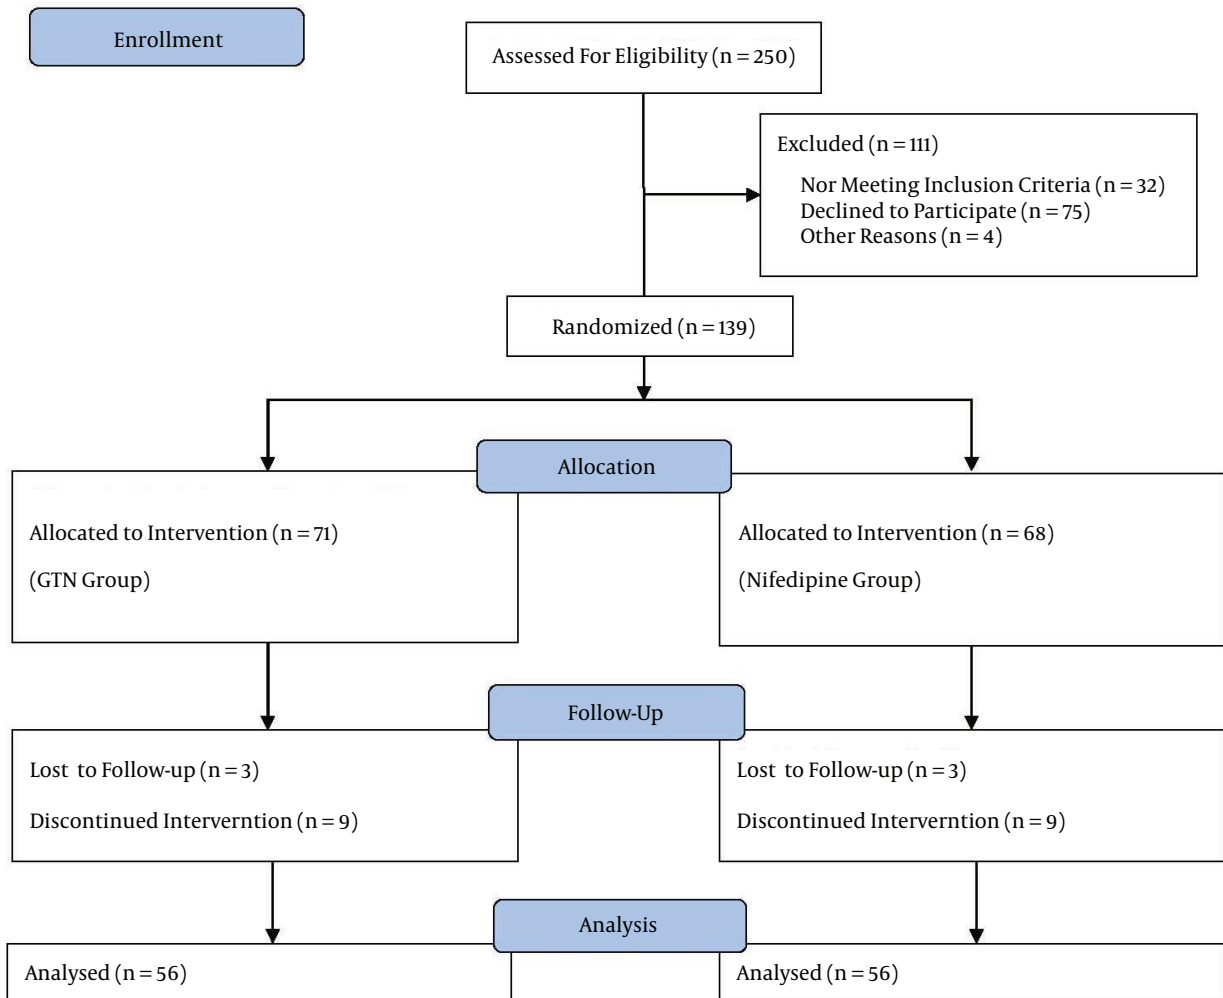 Enrollment
Assessed For Eligibility (n = 250)
Excluded (n = 111)
Nor Meeting Inclusion Criteria (n = 32)
Declined to Participate (n = 75)
Other Reasons (n = 4)
Randomized (n = 139)
Allocation
Allocated to Intervention (n = 71)
(GTN Group)
Allocated to Intervention (n = 68)
(Nifedipine Group)
Follow-Up
Lost to Follow-up (n = 3)
Discontinued Interverntion (n = 9)
Lost to Follow-up (n = 3)
Discontinued Interverntion (n = 9)
Analysis
Analysed (n = 56)
Analysed (n = 56)